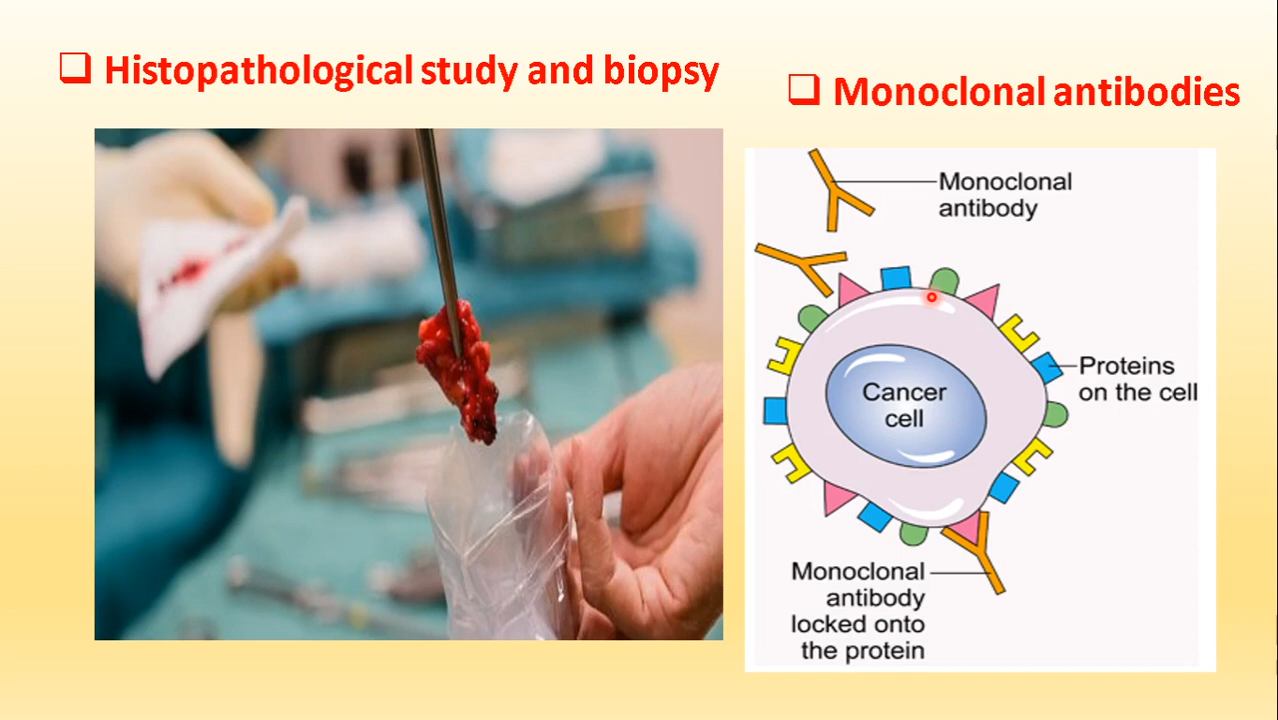 ❑ Histopathological study and biopsy
❑ Monoclonal antibodies
Monoclonal
antibody
Cancer
cell
Proteins
on the cell
Monoclonal
antibody
locked onto
the protein